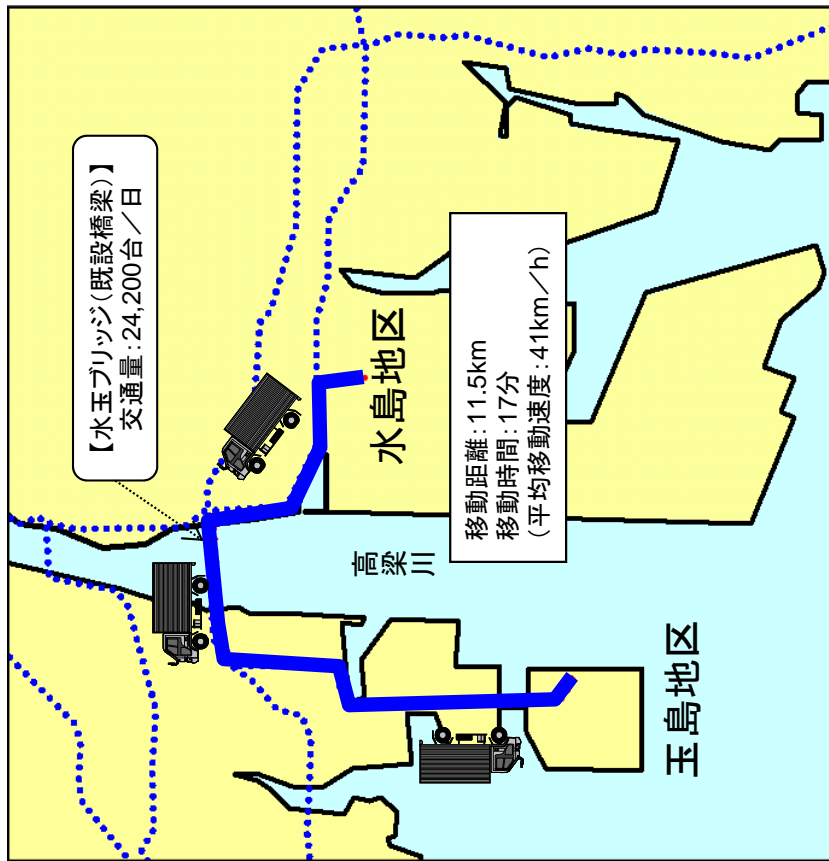 【水玉ブリッジ(既設橋梁)】
交通量:24,200台/日
水島地区
移動距離:11.5km
移動時間:17分
(平均移動速度:41km/h)
高梁川
玉島地区